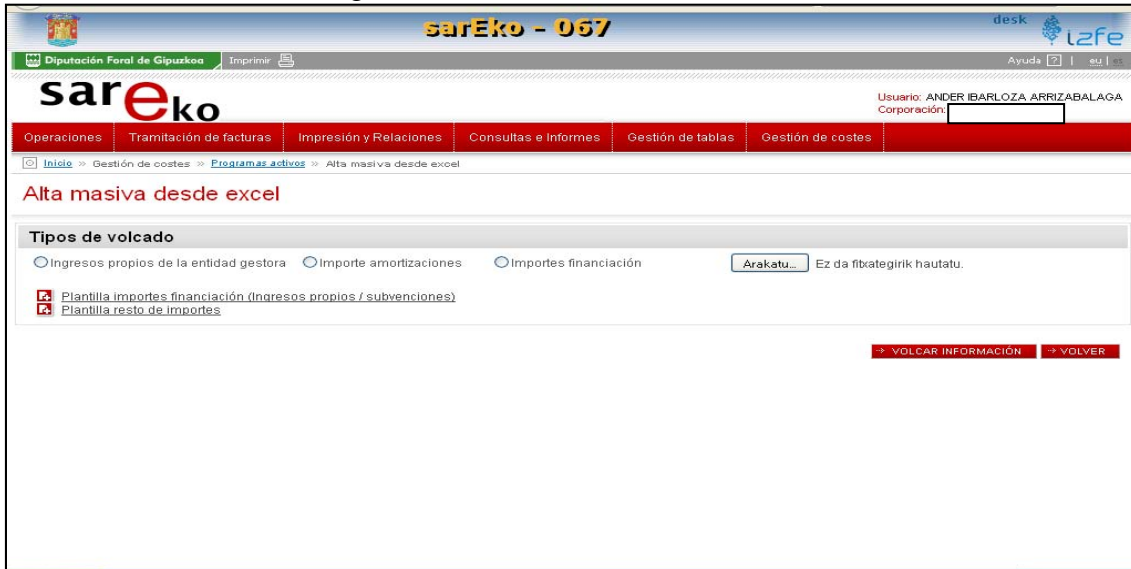 sarEko - 067
desk
izfe
Diputación Foral de Gipuzkoa
Imprimir
Ayuda ? | eu | es
sareko
Usuario: ANDER IBARLOZA ARRIZABALAGA
Corporación:
Operaciones Tramitación de facturas Impresión y Relaciones Consultas e Informes Gestión de tablas Gestión de costes
Inicio » Gestión de costes » Programas activos » Alta masiva desde excel
Alta masiva desde excel
Tipos de volcado
Ingresos propios de la entidad gestora Importe amortizaciones Importes financiación Arakatu... Ez da fitxategirik hautatu.
Plantilla importes financiación (Ingresos propios / subvenciones)
Plantilla resto de importes
VOLCAR INFORMACIÓN VOLVER